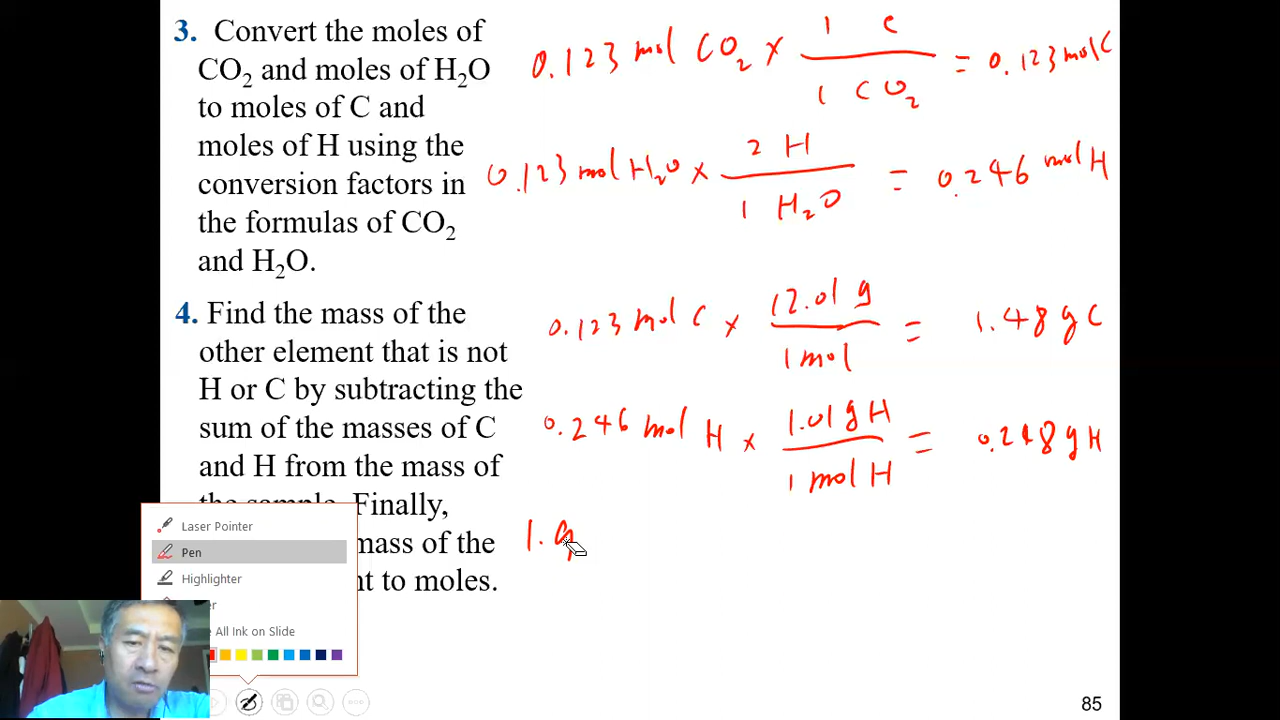 3. Convert the moles of
CO2 and moles of H2O
to moles of C and
moles of H using the
conversion factors in
the formulas of CO2
and H2O.
0.123 mol CO2 × 1 C / 1 CO2 = 0.123 mol C
0.123 mol H2O × 2 H / 1 H2O = 0.246 mol H
4. Find the mass of the
other element that is not
H or C by subtracting the
sum of the masses of C
and H from the mass of
the sample. Finally,
mass of the
to moles.
0.123 mol C × 12.01 g / 1 mol = 1.48 g C
0.246 mol H × 1.01 g H / 1 mol H = 0.248 g H
1.
Laser Pointer
Pen
Highlighter
All Ink on Slide
85